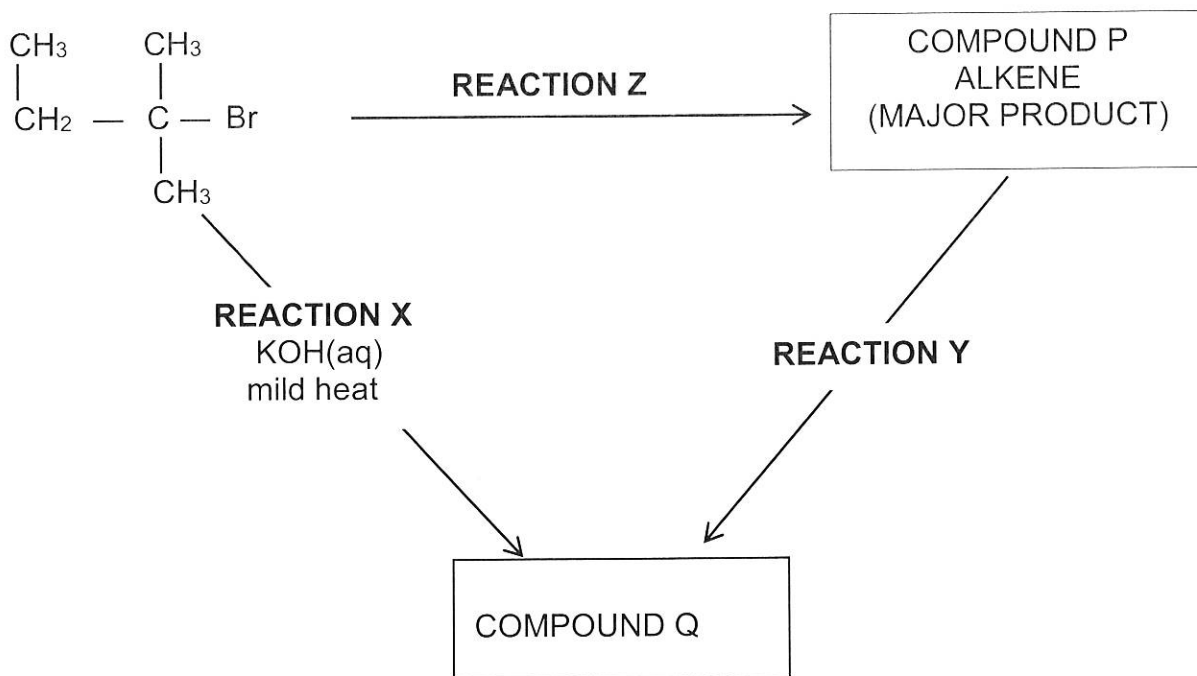 CH₃ CH₃
CH₂ — C — Br
CH₃
REACTION Z
COMPOUND P
ALKENE
(MAJOR PRODUCT)
REACTION X
KOH(aq)
mild heat
REACTION Y
COMPOUND Q